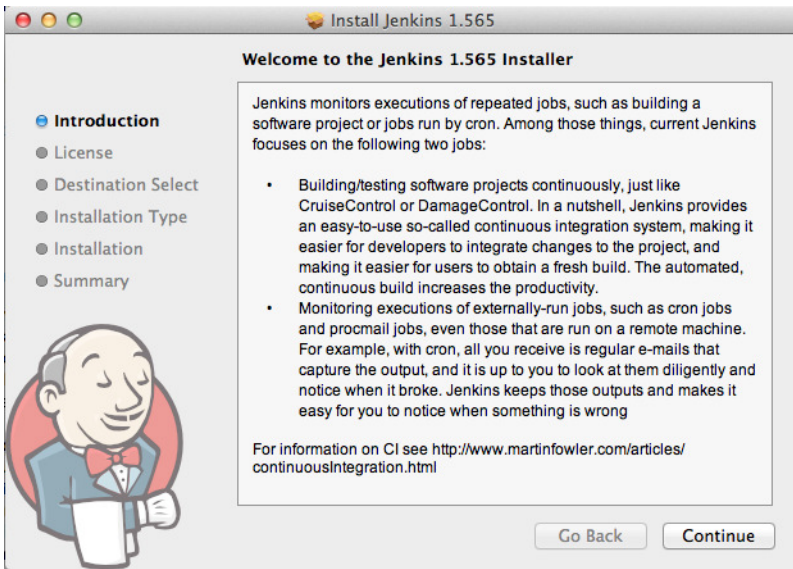 Install Jenkins 1.565
Welcome to the Jenkins 1.565 Installer
Introduction
License
Destination Select
Installation Type
Installation
Summary
Jenkins monitors executions of repeated jobs, such as building a
software project or jobs run by cron. Among those things, current Jenkins
focuses on the following two jobs:
• Building/testing software projects continuously, just like
CruiseControl or DamageControl. In a nutshell, Jenkins provides
an easy-to-use so-called continuous integration system, making it
easier for developers to integrate changes to the project, and
making it easier for users to obtain a fresh build. The automated,
continuous build increases the productivity.
• Monitoring executions of externally-run jobs, such as cron jobs
and procmail jobs, even those that are run on a remote machine.
For example, with cron, all you receive is regular e-mails that
capture the output, and it is up to you to look at them diligently and
notice when it broke. Jenkins keeps those outputs and makes it
easy for you to notice when something is wrong
For information on CI see http://www.martinfowler.com/articles/
continuousIntegration.html
Go Back
Continue